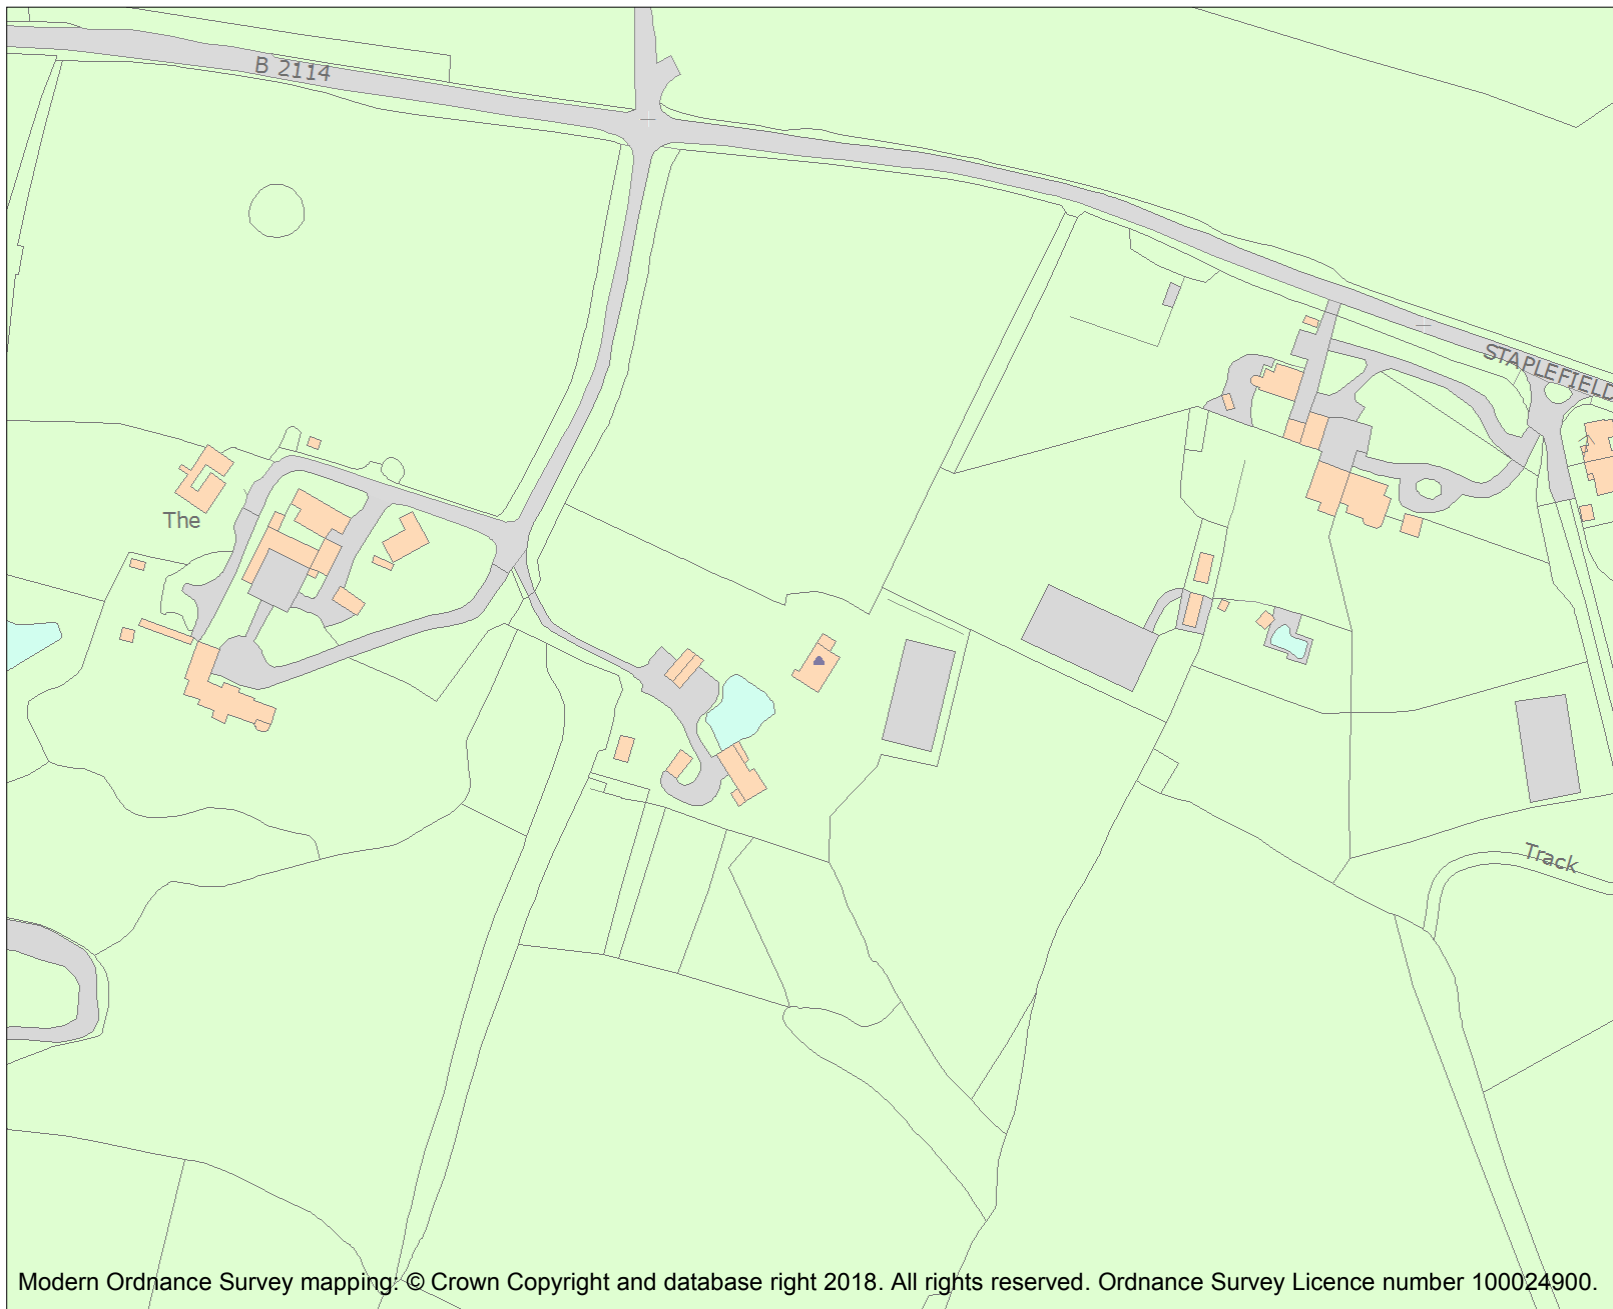 B 2114
STAPLEFIELD
The
Track
Modern Ordnance Survey mapping: © Crown Copyright and database right 2018. All rights reserved. Ordnance Survey Licence number 100024900.